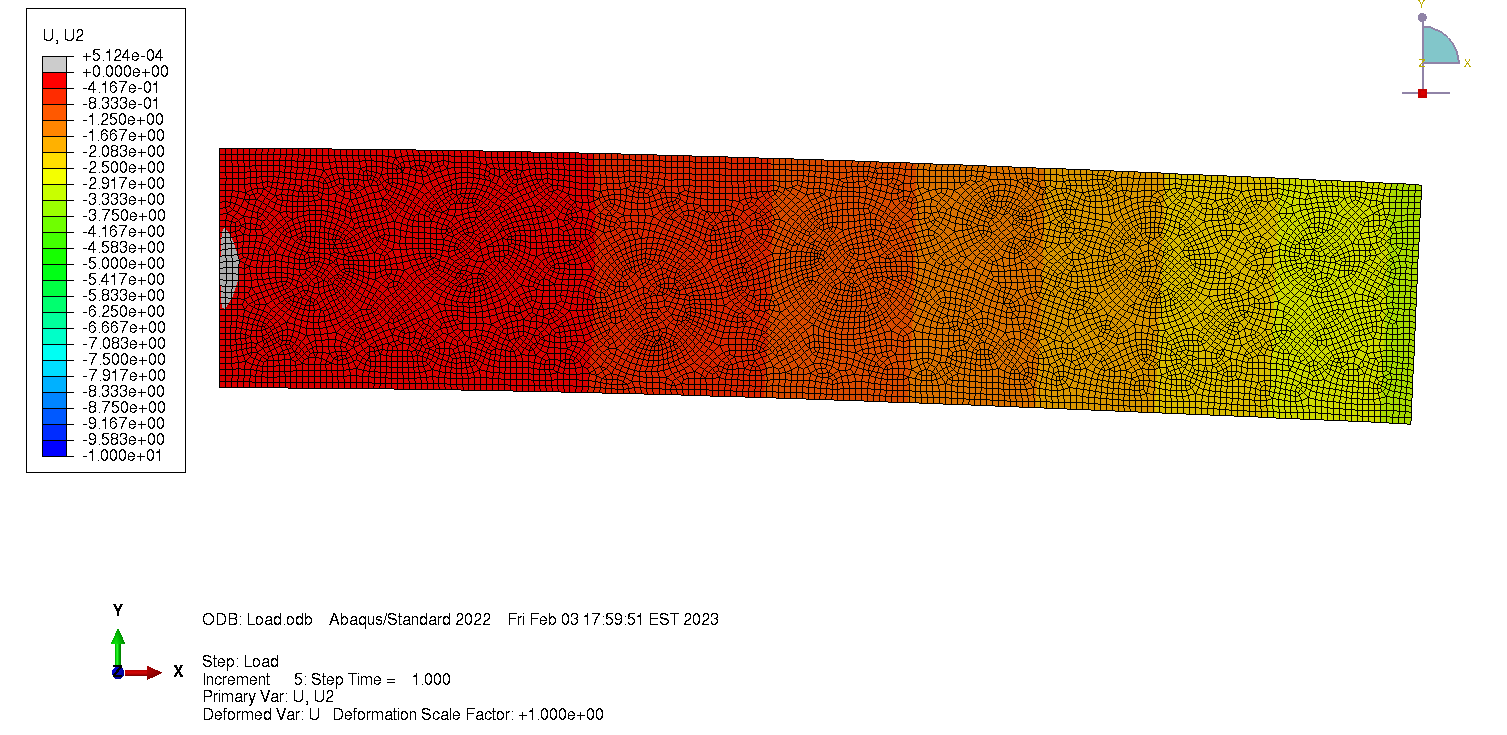 U, U2
+5.124e-04
+0.000e+00
-4.167e-01
-8.333e-01
-1.250e+00
-1.667e+00
-2.083e+00
-2.500e+00
-2.917e+00
-3.333e+00
-3.750e+00
-4.167e+00
-4.583e+00
-5.000e+00
-5.417e+00
-5.833e+00
-6.250e+00
-6.667e+00
-7.083e+00
-7.500e+00
-7.917e+00
-8.333e+00
-8.750e+00
-9.167e+00
-9.583e+00
-1.000e+01
Y
Z X
Y
Z X
ODB: Load.odb Abaqus/Standard 2022 Fri Feb 03 17:59:51 EST 2023
Step: Load
Increment 5: Step Time = 1.000
Primary Var: U, U2
Deformed Var: U Deformation Scale Factor: +1.000e+00